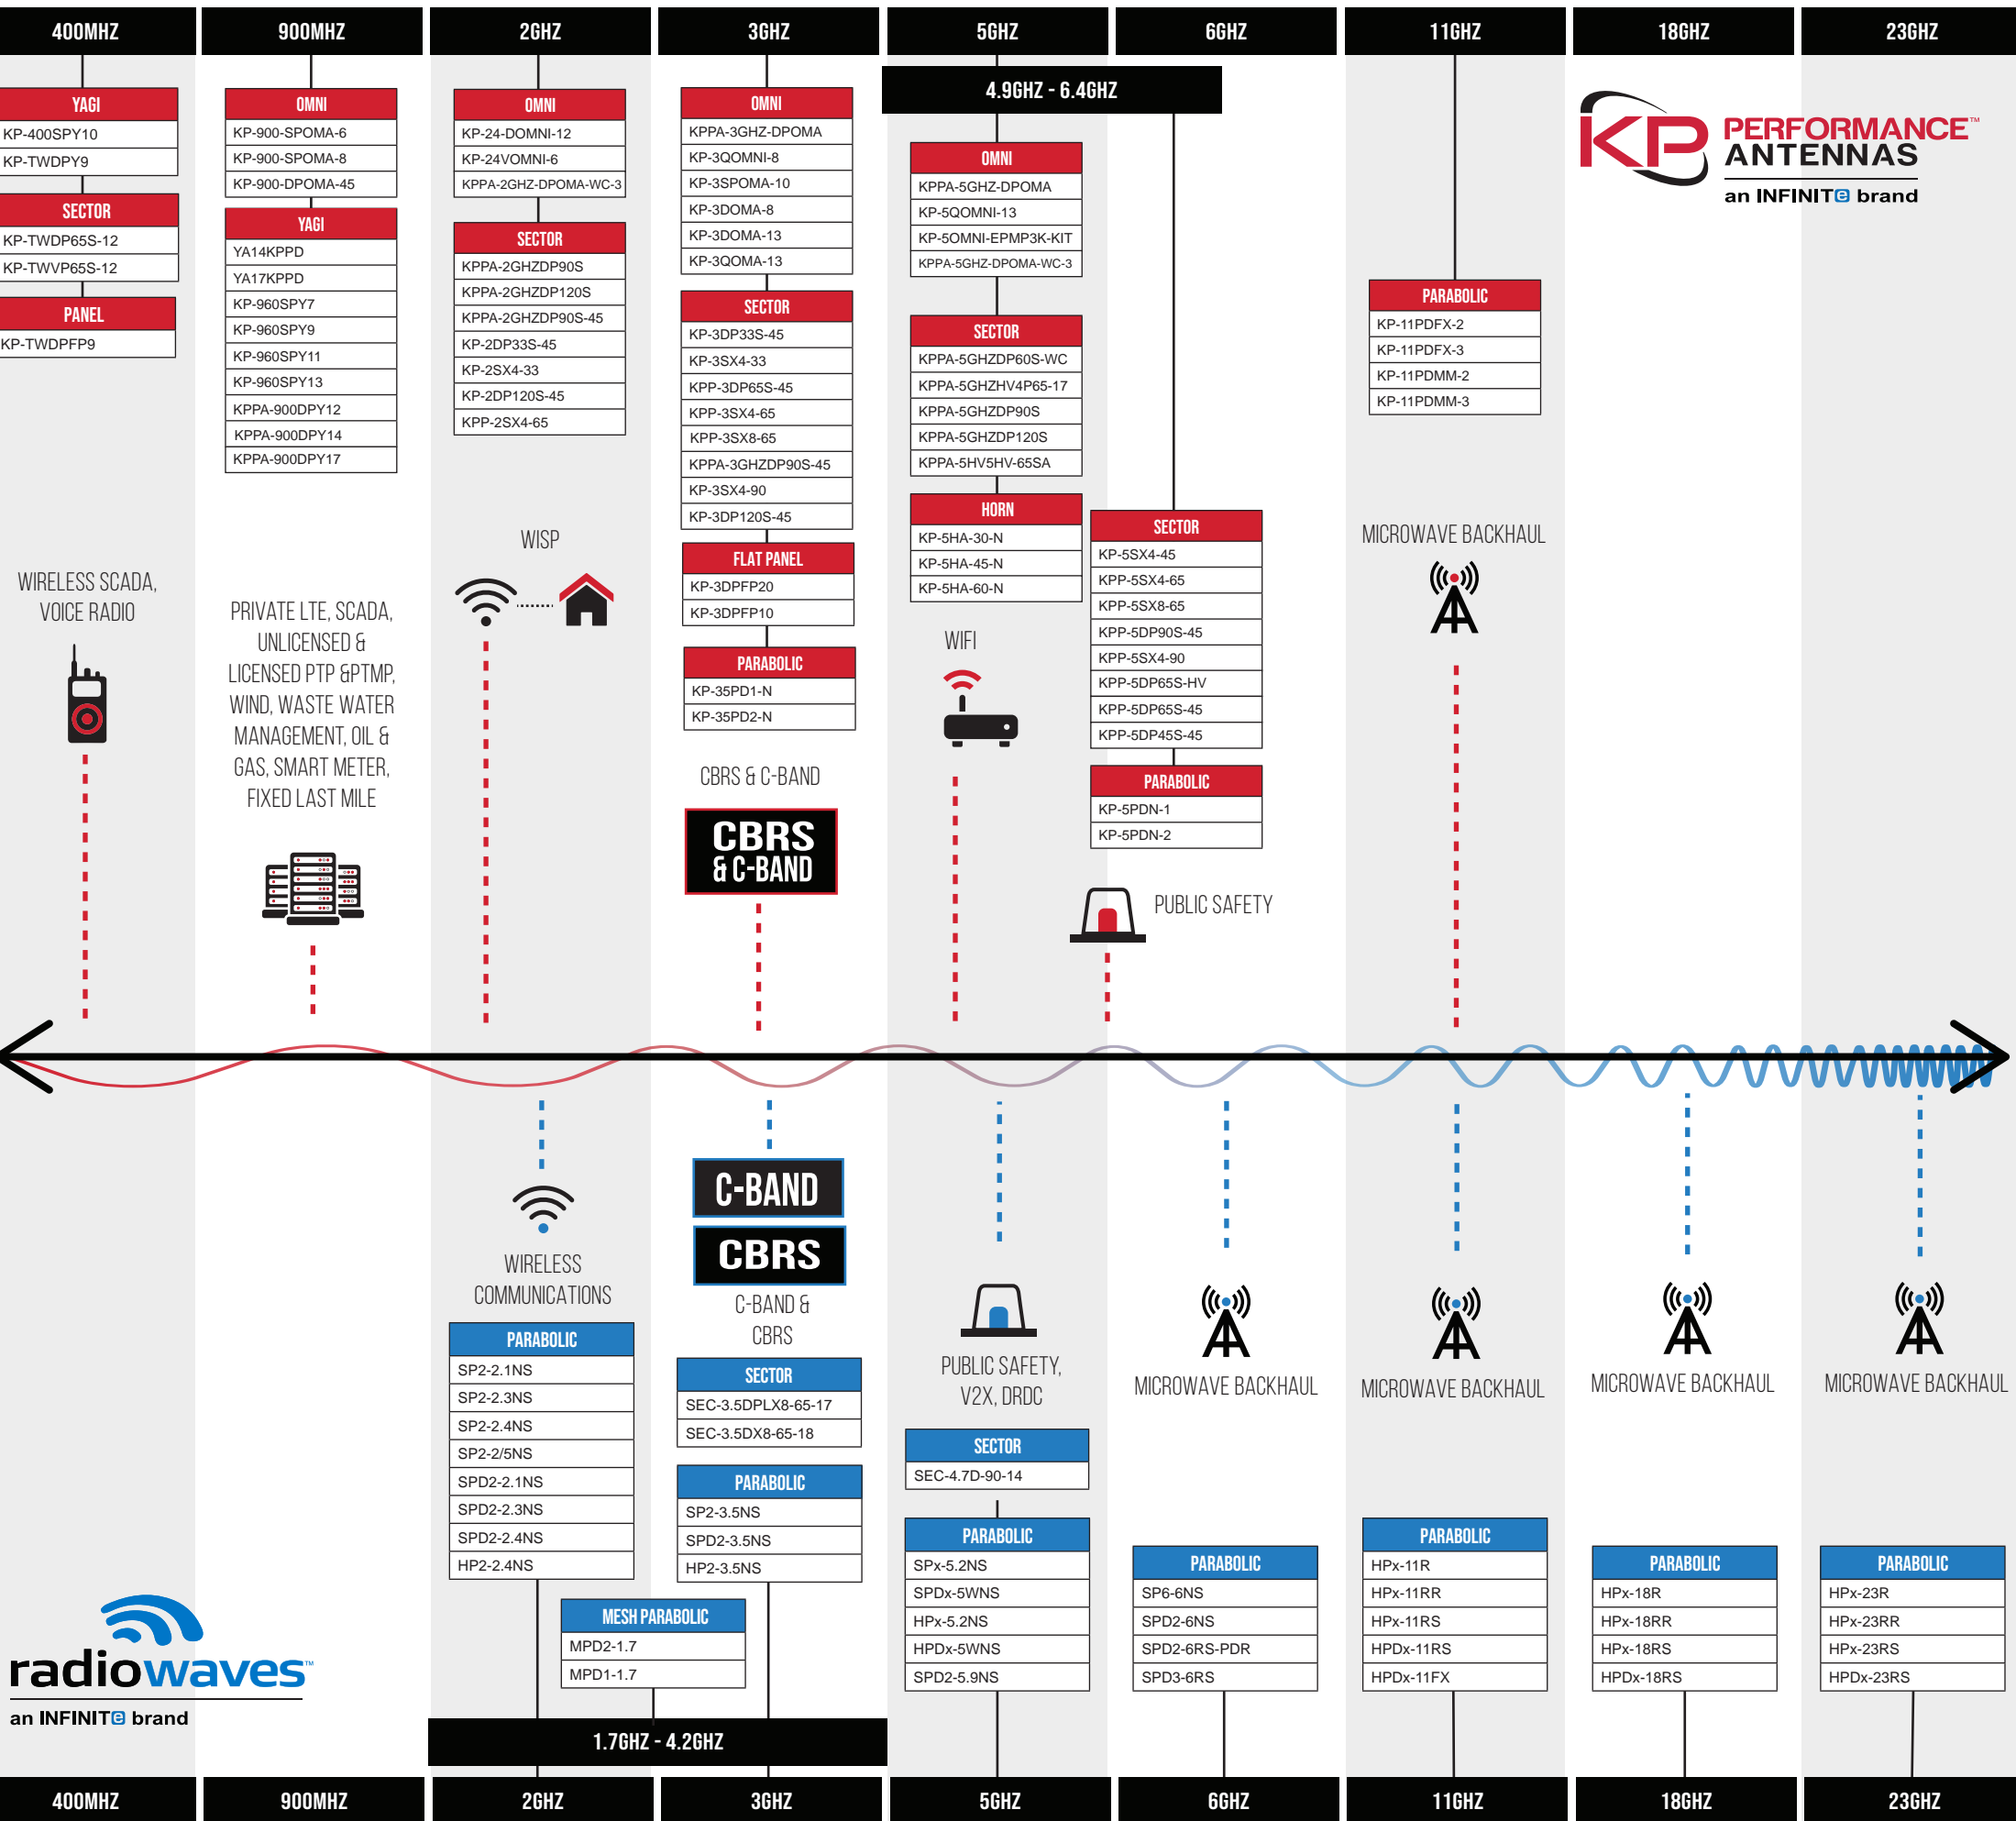 400MHZ
900MHZ
2GHZ
3GHZ
5GHZ
6GHZ
11GHZ
18GHZ
23GHZ
4.9GHZ - 6.4GHZ
YAGI
KP-400SPY10
KP-TWDPY9
SECTOR
KP-TWDP65S-12
KP-TWVP65S-12
PANEL
KP-TWDPFP9
WIRELESS SCADA,
VOICE RADIO
OMNI
KP-900-SPOMA-6
KP-900-SPOMA-8
KP-900-DPOMA-45
YAGI
YA14KPPD
YA17KPPD
KP-960SPY7
KP-960SPY9
KP-960SPY11
KP-960SPY13
KPPA-900DPY12
KPPA-900DPY14
KPPA-900DPY17
PRIVATE LTE, SCADA,
UNLICENSED &
LICENSED PTP &PTMP,
WIND, WASTE WATER
MANAGEMENT, OIL &
GAS, SMART METER,
FIXED LAST MILE
OMNI
KP-24-DOMNI-12
KP-24VOMNI-6
KPPA-2GHZ-DPOMA-WC-3
SECTOR
KPPA-2GHZDP90S
KPPA-2GHZDP120S
KPPA-2GHZDP90S-45
KP-2DP33S-45
KP-2SX4-33
KP-2DP120S-45
KPP-2SX4-65
WISP
OMNI
KPPA-3GHZ-DPOMA
KP-3QOMNI-8
KP-3SPOMA-10
KP-3DOMA-8
KP-3DOMA-13
KP-3QOMA-13
SECTOR
KP-3DP33S-45
KP-3SX4-33
KPP-3DP65S-45
KPP-3SX4-65
KPP-3SX8-65
KPPA-3GHZDP90S-45
KP-3SX4-90
KP-3DP120S-45
FLAT PANEL
KP-3DPFP20
KP-3DPFP10
PARABOLIC
KP-35PD1-N
KP-35PD2-N
CBRS & C-BAND
CBRS
& C-BAND
OMNI
KPPA-5GHZ-DPOMA
KP-5QOMNI-13
KP-5OMNI-EPMP3K-KIT
KPPA-5GHZ-DPOMA-WC-3
SECTOR
KPPA-5GHZDP60S-WC
KPPA-5GHZHV4P65-17
KPPA-5GHZDP90S
KPPA-5GHZDP120S
KPPA-5HV5HV-65SA
HORN
KP-5HA-30-N
KP-5HA-45-N
KP-5HA-60-N
WIFI
SECTOR
KP-5SX4-45
KPP-5SX4-65
KPP-5SX8-65
KPP-5DP90S-45
KPP-5SX4-90
KPP-5DP65S-HV
KPP-5DP65S-45
KPP-5DP45S-45
PARABOLIC
KP-5PDN-1
KP-5PDN-2
PUBLIC SAFETY
PARABOLIC
KP-11PDFX-2
KP-11PDFX-3
KP-11PDMM-2
KP-11PDMM-3
MICROWAVE BACKHAUL
KP PERFORMANCE™
ANTENNAS
an INFINITe brand
WIRELESS
COMMUNICATIONS
PARABOLIC
SP2-2.1NS
SP2-2.3NS
SP2-2.4NS
SP2-2/5NS
SPD2-2.1NS
SPD2-2.3NS
SPD2-2.4NS
HP2-2.4NS
MESH PARABOLIC
MPD2-1.7
MPD1-1.7
C-BAND
CBRS
C-BAND &
CBRS
SECTOR
SEC-3.5DPLX8-65-17
SEC-3.5DX8-65-18
PARABOLIC
SP2-3.5NS
SPD2-3.5NS
HP2-3.5NS
PUBLIC SAFETY,
V2X, DRDC
SECTOR
SEC-4.7D-90-14
PARABOLIC
SPx-5.2NS
SPDx-5WNS
HPx-5.2NS
HPDx-5WNS
SPD2-5.9NS
MICROWAVE BACKHAUL
PARABOLIC
SP6-6NS
SPD2-6NS
SPD2-6RS-PDR
SPD3-6RS
MICROWAVE BACKHAUL
PARABOLIC
HPx-11R
HPx-11RR
HPx-11RS
HPDx-11RS
HPDx-11FX
MICROWAVE BACKHAUL
PARABOLIC
HPx-18R
HPx-18RR
HPx-18RS
HPDx-18RS
MICROWAVE BACKHAUL
PARABOLIC
HPx-23R
HPx-23RR
HPx-23RS
HPDx-23RS
radiowaves™
an INFINITe brand
1.7GHZ - 4.2GHZ
400MHZ
900MHZ
2GHZ
3GHZ
5GHZ
6GHZ
11GHZ
18GHZ
23GHZ